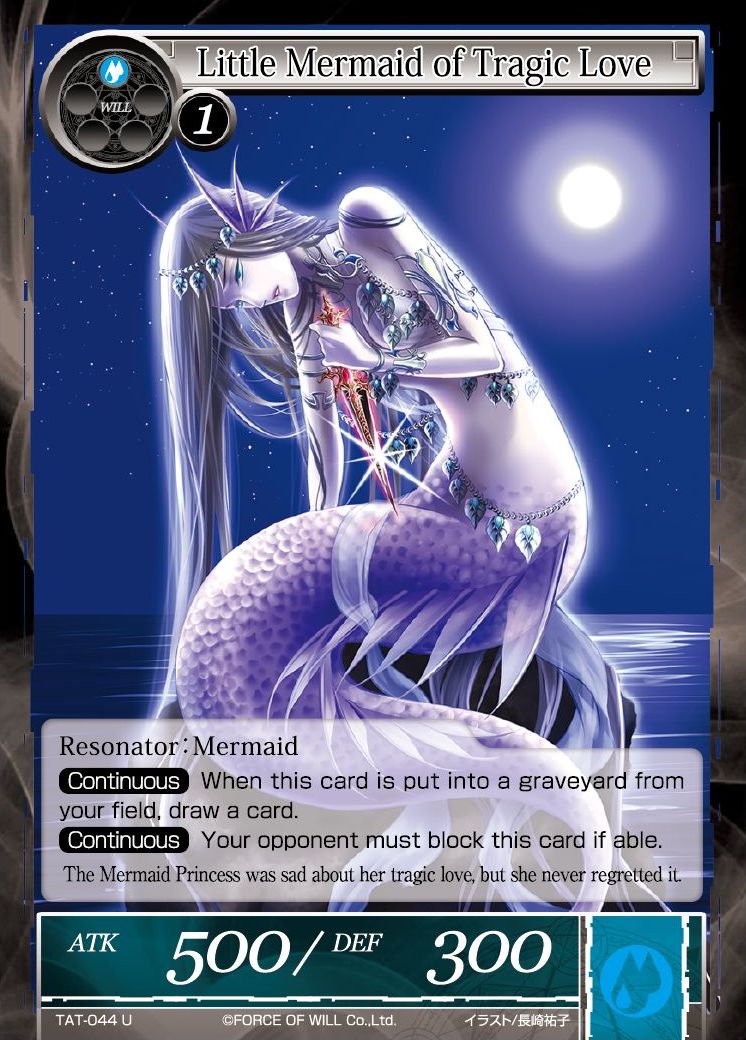 Little Mermaid of Tragic Love
WILL
1
Resonator:Mermaid
Continuous When this card is put into a graveyard from
your field, draw a card.
Continuous Your opponent must block this card if able.
The Mermaid Princess was sad about her tragic love, but she never regretted it.
ATK 500/ DEF 300
TAT-044 U ©FORCE OF WILL Co.,Ltd. イラスト/長崎祐子